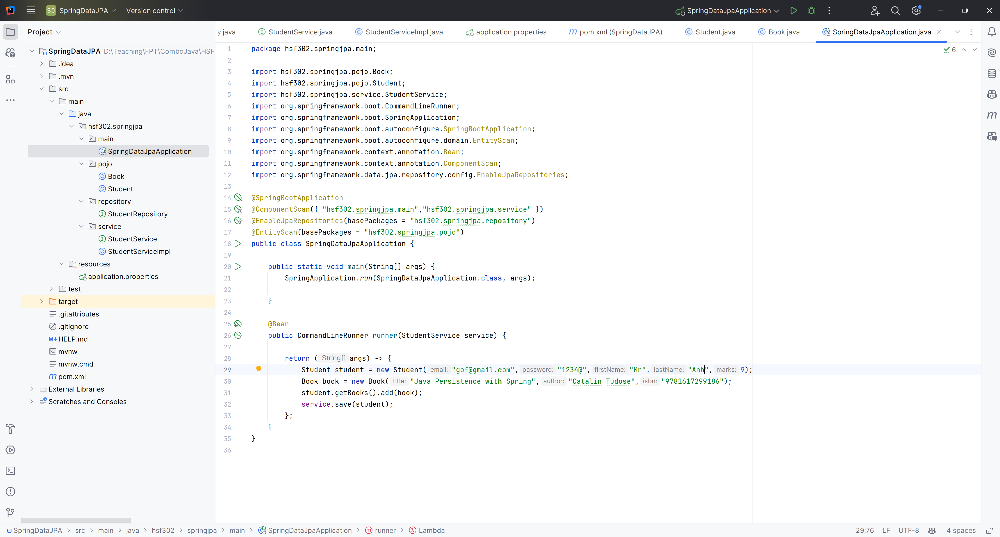 SD SpringDataJPA Version control SpringDataJpaApplication
Project
y.java StudentService.java StudentServiceImpl.java application.properties pom.xml (SpringDataJPA) Student.java Book.java SpringDataJpaApplication.java
SpringDataJPA D:\Teaching\FPT\ComboJava\HSF
.idea
.mvn
src
main
java
hsf302.springjpa
main
SpringDataJpaApplication
pojo
Book
Student
repository
StudentRepository
service
StudentService
StudentServiceImpl
resources
application.properties
test
target
.gitattributes
.gitignore
HELP.md
mvnw
mvnw.cmd
pom.xml
External Libraries
Scratches and Consoles
6
1 package hsf302.springjpa.main;
2
3 import hsf302.springjpa.pojo.Book;
4 import hsf302.springjpa.pojo.Student;
5 import hsf302.springjpa.service.StudentService;
6 import org.springframework.boot.CommandLineRunner;
7 import org.springframework.boot.SpringApplication;
8 import org.springframework.boot.autoconfigure.SpringBootApplication;
9 import org.springframework.boot.autoconfigure.domain.EntityScan;
10 import org.springframework.context.annotation.Bean;
11 import org.springframework.context.annotation.ComponentScan;
12 import org.springframework.data.jpa.repository.config.EnableJpaRepositories;
13
14 @SpringBootApplication
15 @ComponentScan({ "hsf302.springjpa.main","hsf302.springjpa.service" })
16 @EnableJpaRepositories(basePackages = "hsf302.springjpa.repository")
17 @EntityScan(basePackages = "hsf302.springjpa.pojo")
18 public class SpringDataJpaApplication {
19
20 public static void main(String[] args) {
21 SpringApplication.run(SpringDataJpaApplication.class, args);
22
23 }
24
25 @Bean
26 public CommandLineRunner runner(StudentService service) {
27
28 return ( String[] args) -> {
29 Student student = new Student( email: "gof@gmail.com", password: "1234@", firstName: "Mr", lastName: "Anh", marks: 9);
30 Book book = new Book( title: "Java Persistence with Spring", author: "Catalin Tudose", isbn: "9781617299186");
31 student.getBooks().add(book);
32 service.save(student);
33 };
34 }
35 }
36
SpringDataJPA > src > main > java > hsf302 > springjpa > main > SpringDataJpaApplication > runner > Lambda 29:76 LF UTF-8 4 spaces